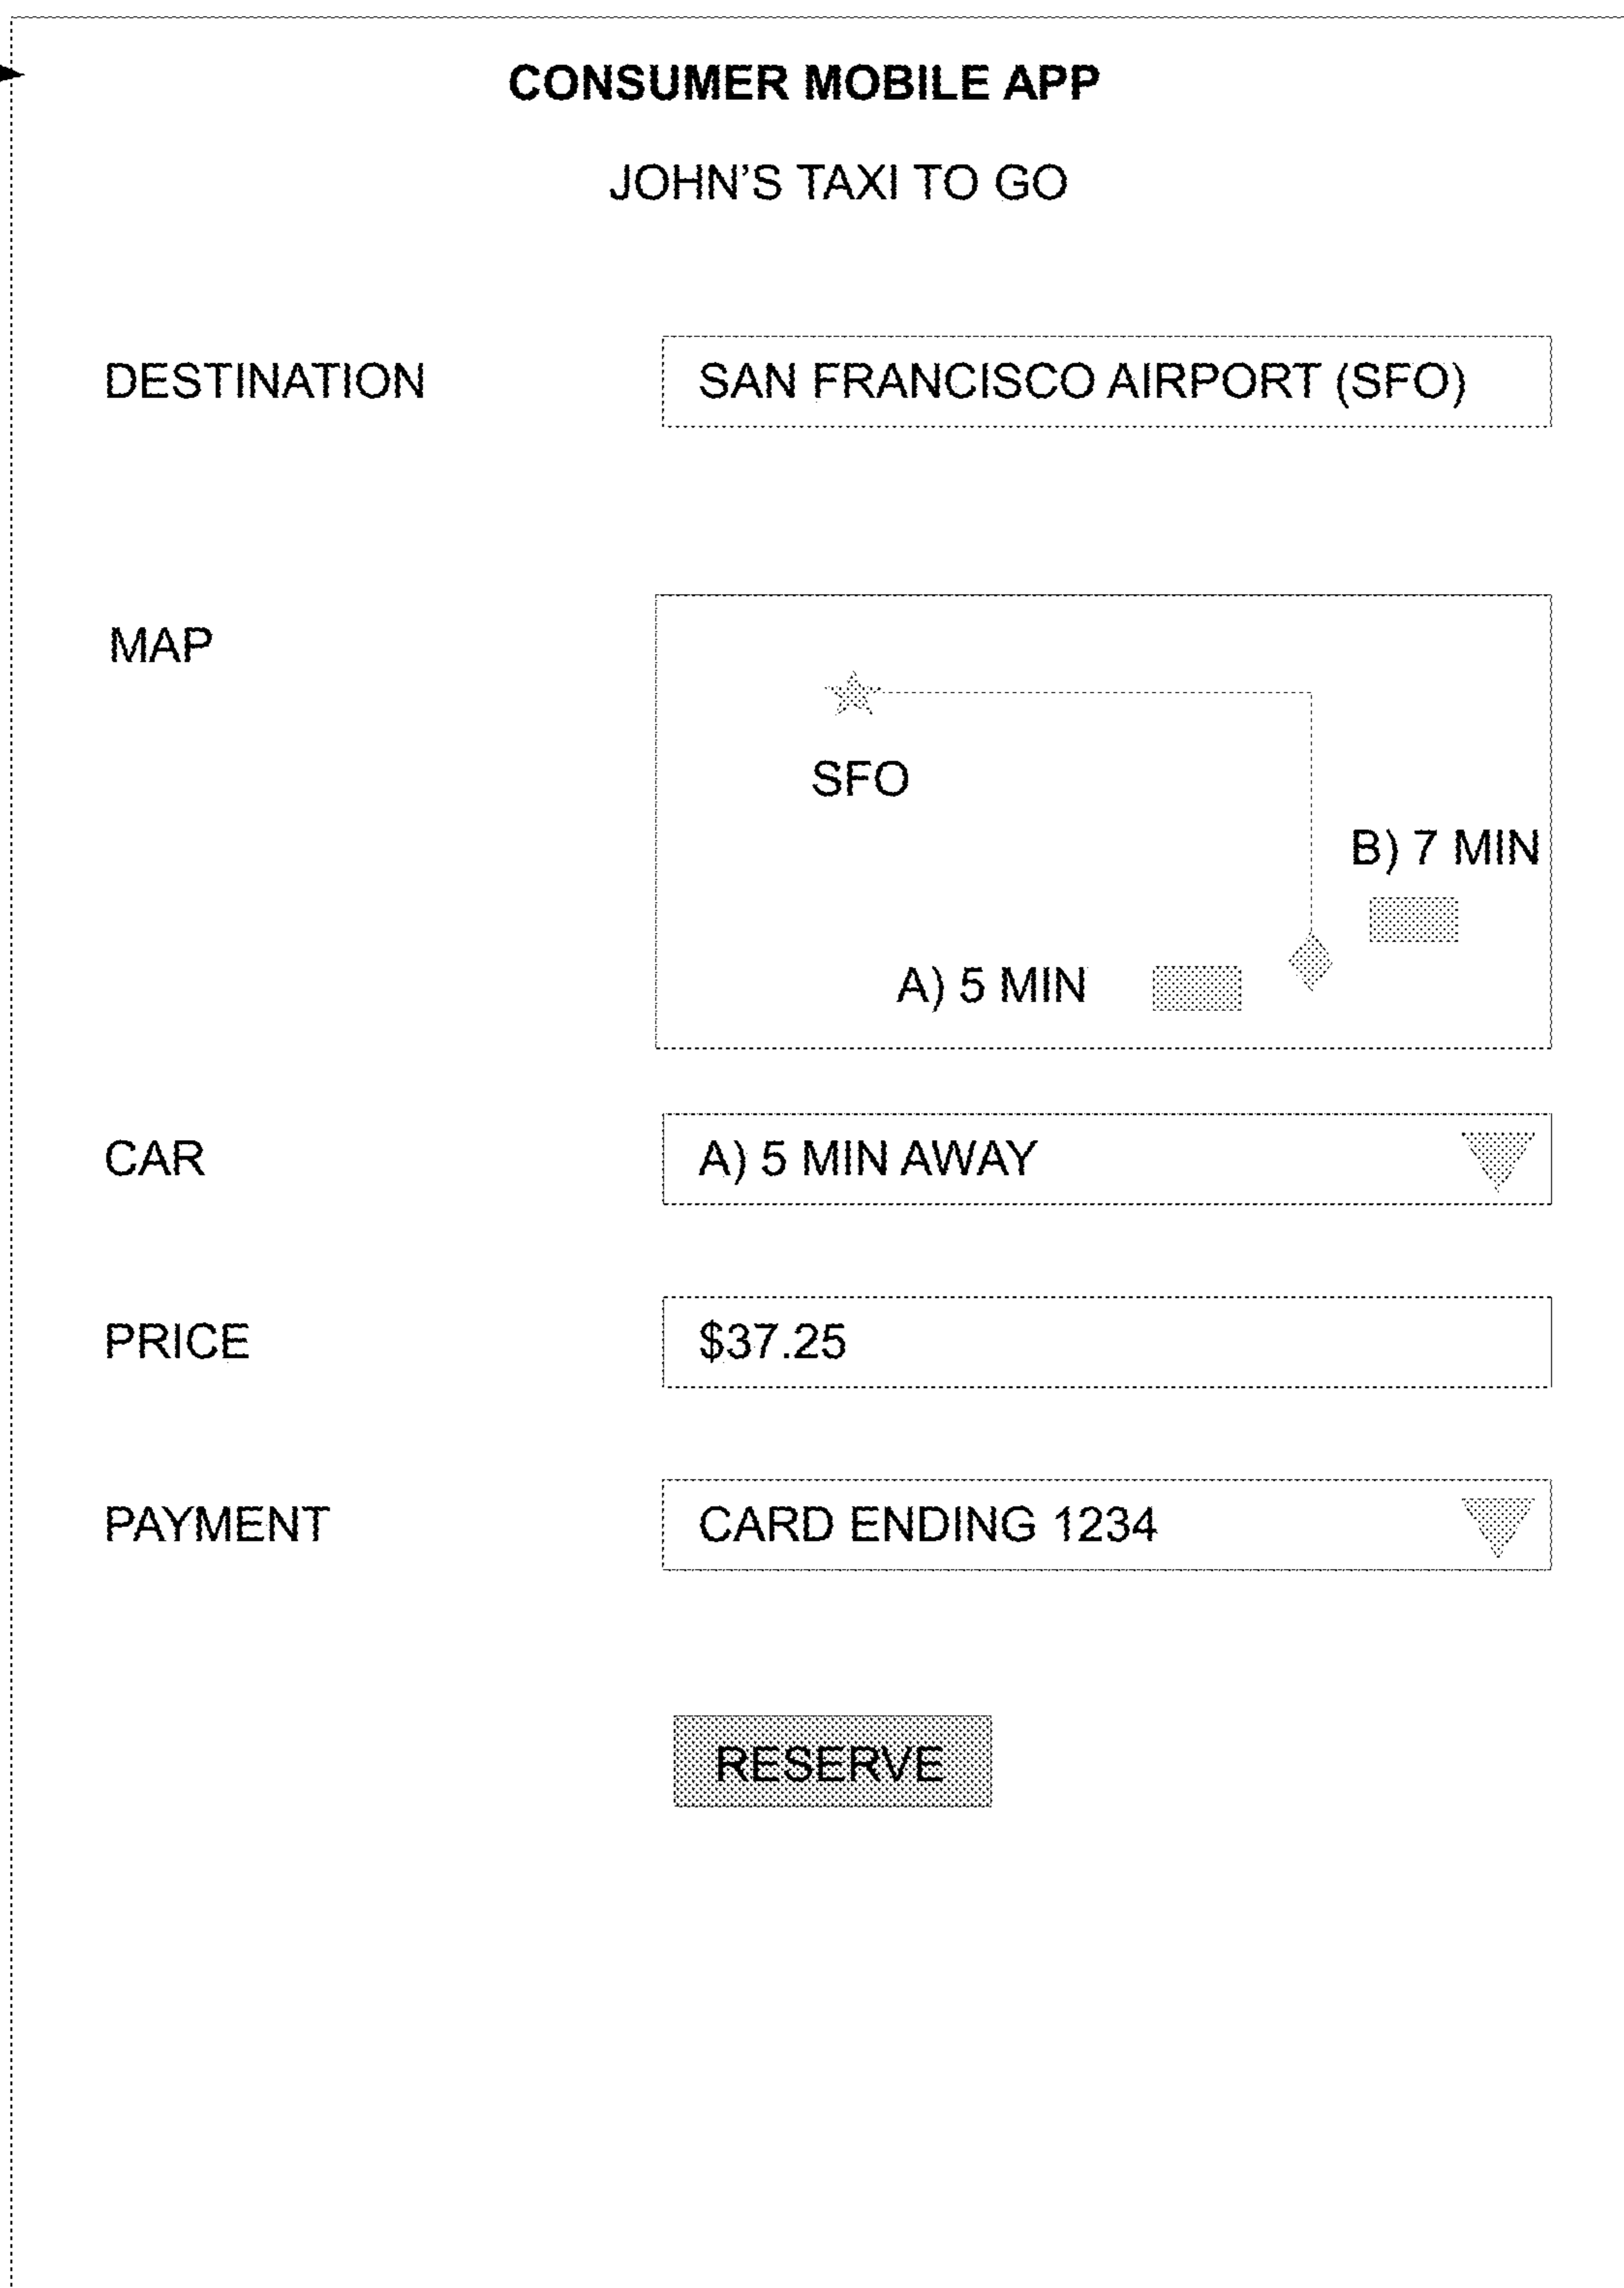 CONSUMER MOBILE APP
JOHN'S TAXI TO GO
DESTINATION
SAN FRANCISCO AIRPORT (SFO)
MAP
SFO
B) 7 MIN
A) 5 MIN
CAR
A) 5 MIN AWAY
PRICE
$37.25
PAYMENT
CARD ENDING 1234
RESERVE